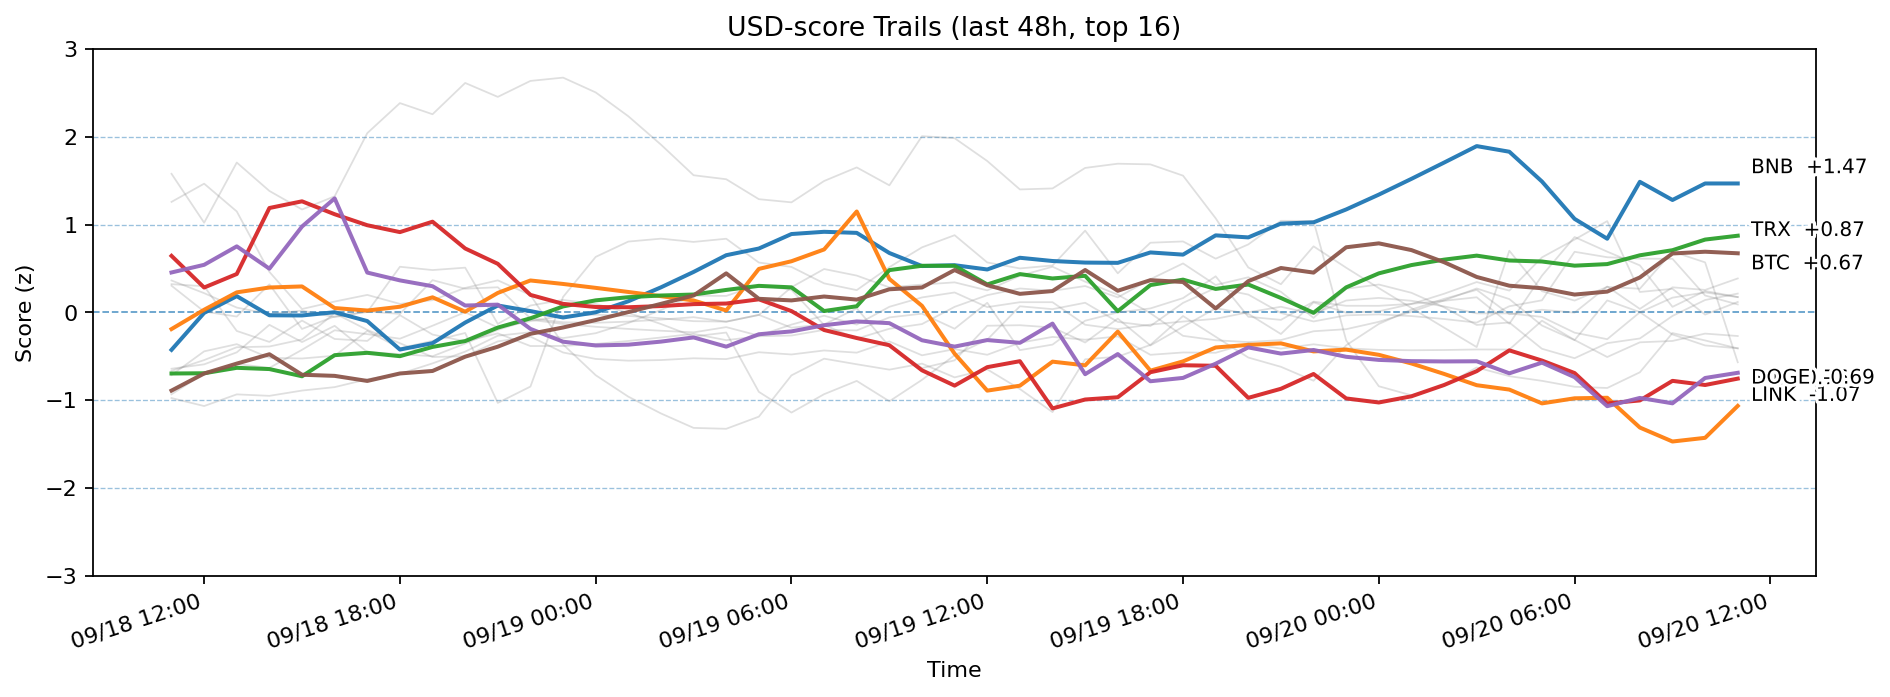 USD-score Trails (last 48h, top 16)
Score (z)
3
2
1
0
−1
−2
−3
BNB +1.47
TRX +0.87
BTC +0.67
DOGE -0.69
LINK -1.07
09/18 12:00
09/18 18:00
09/19 00:00
09/19 06:00
09/19 12:00
09/19 18:00
09/20 00:00
09/20 06:00
09/20 12:00
Time